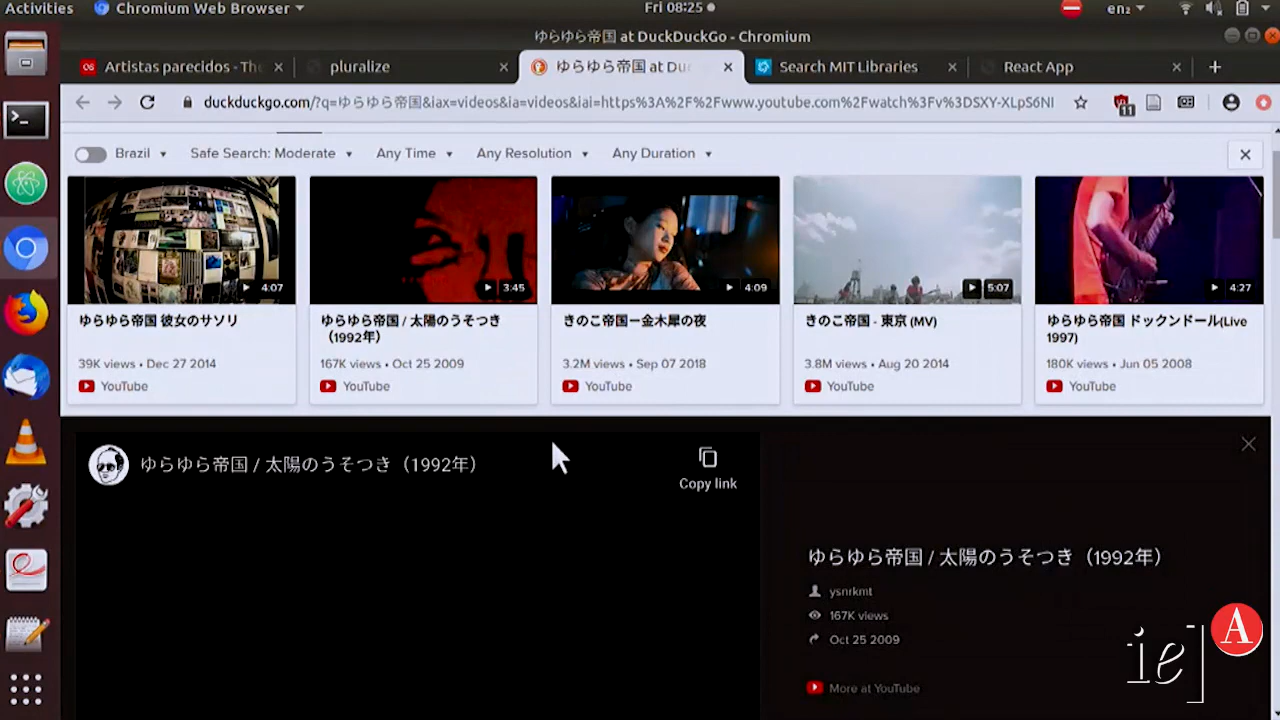 Activities Chromium Web Browser Fri 08:25 en₂
ゆらゆら帝国 at DuckDuckGo - Chromium
Artistas parecidos - The pluralize ゆらゆら帝国 at Du Search MIT Libraries React App
duckduckgo.com/?q=ゆらゆら帝国&iax=videos&ia=videos&iai=https%3A%2F%2Fwww.youtube.com%2Fwatch%3Fv%3DSXY-XLpS6NI 11
Brazil Safe Search: Moderate Any Time Any Resolution Any Duration
4:07 3:45 4:09 5:07 4:27
ゆらゆら帝国 彼女のサソリ
39K views • Dec 27 2014
YouTube
ゆらゆら帝国 / 太陽のうそつき
（1992年）
167K views • Oct 25 2009
YouTube
きのこ帝国ー金木犀の夜
3.2M views • Sep 07 2018
YouTube
きのこ帝国 - 東京 (MV)
3.8M views • Aug 20 2014
YouTube
ゆらゆら帝国 ドックンドール(Live
1997)
180K views • Jun 05 2008
YouTube
ゆらゆら帝国 / 太陽のうそつき（1992年）
Copy link
ゆらゆら帝国 / 太陽のうそつき（1992年）
ysnrkmt
167K views
Oct 25 2009
More at YouTube
ie] A